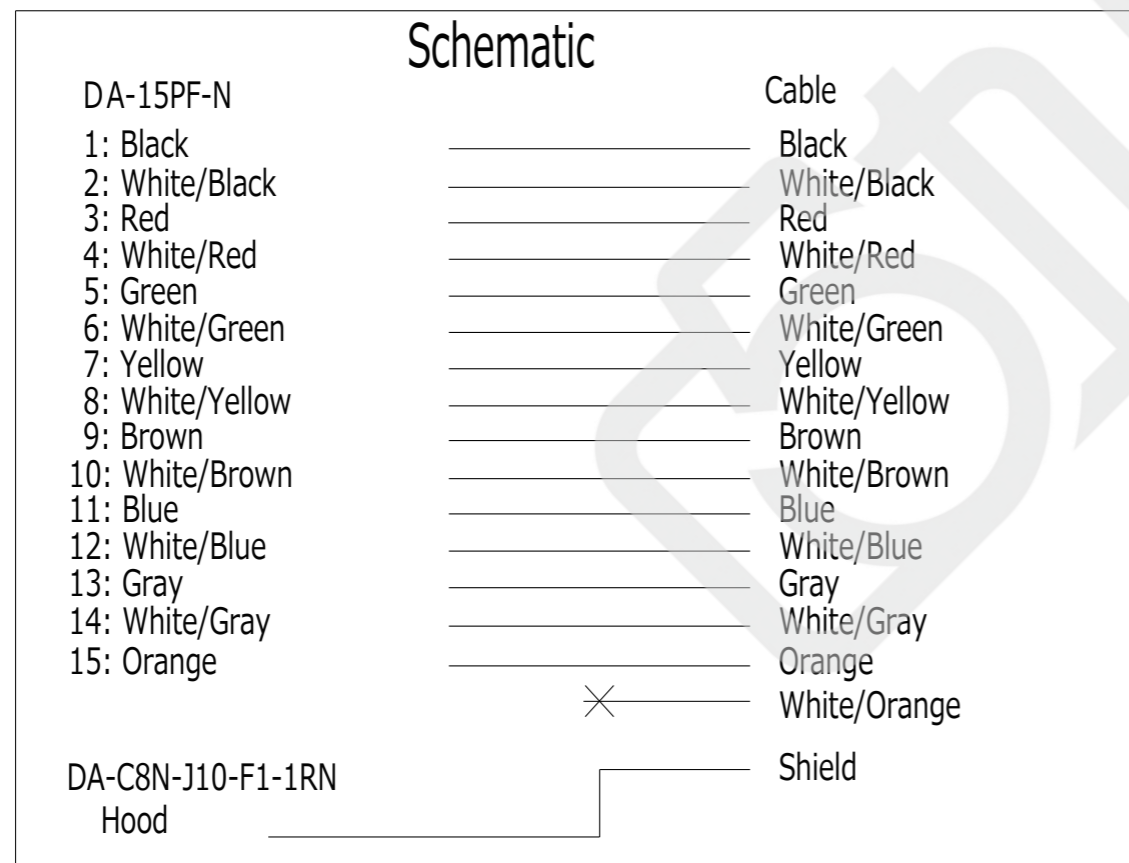 Schematic
DA-15PF-N Cable
1: Black Black
2: White/Black White/Black
3: Red Red
4: White/Red White/Red
5: Green Green
6: White/Green White/Green
7: Yellow Yellow
8: White/Yellow White/Yellow
9: Brown Brown
10: White/Brown White/Brown
11: Blue Blue
12: White/Blue White/Blue
13: Gray Gray
14: White/Gray White/Gray
15: Orange Orange
White/Orange
DA-C8N-J10-F1-1RN Shield
Hood